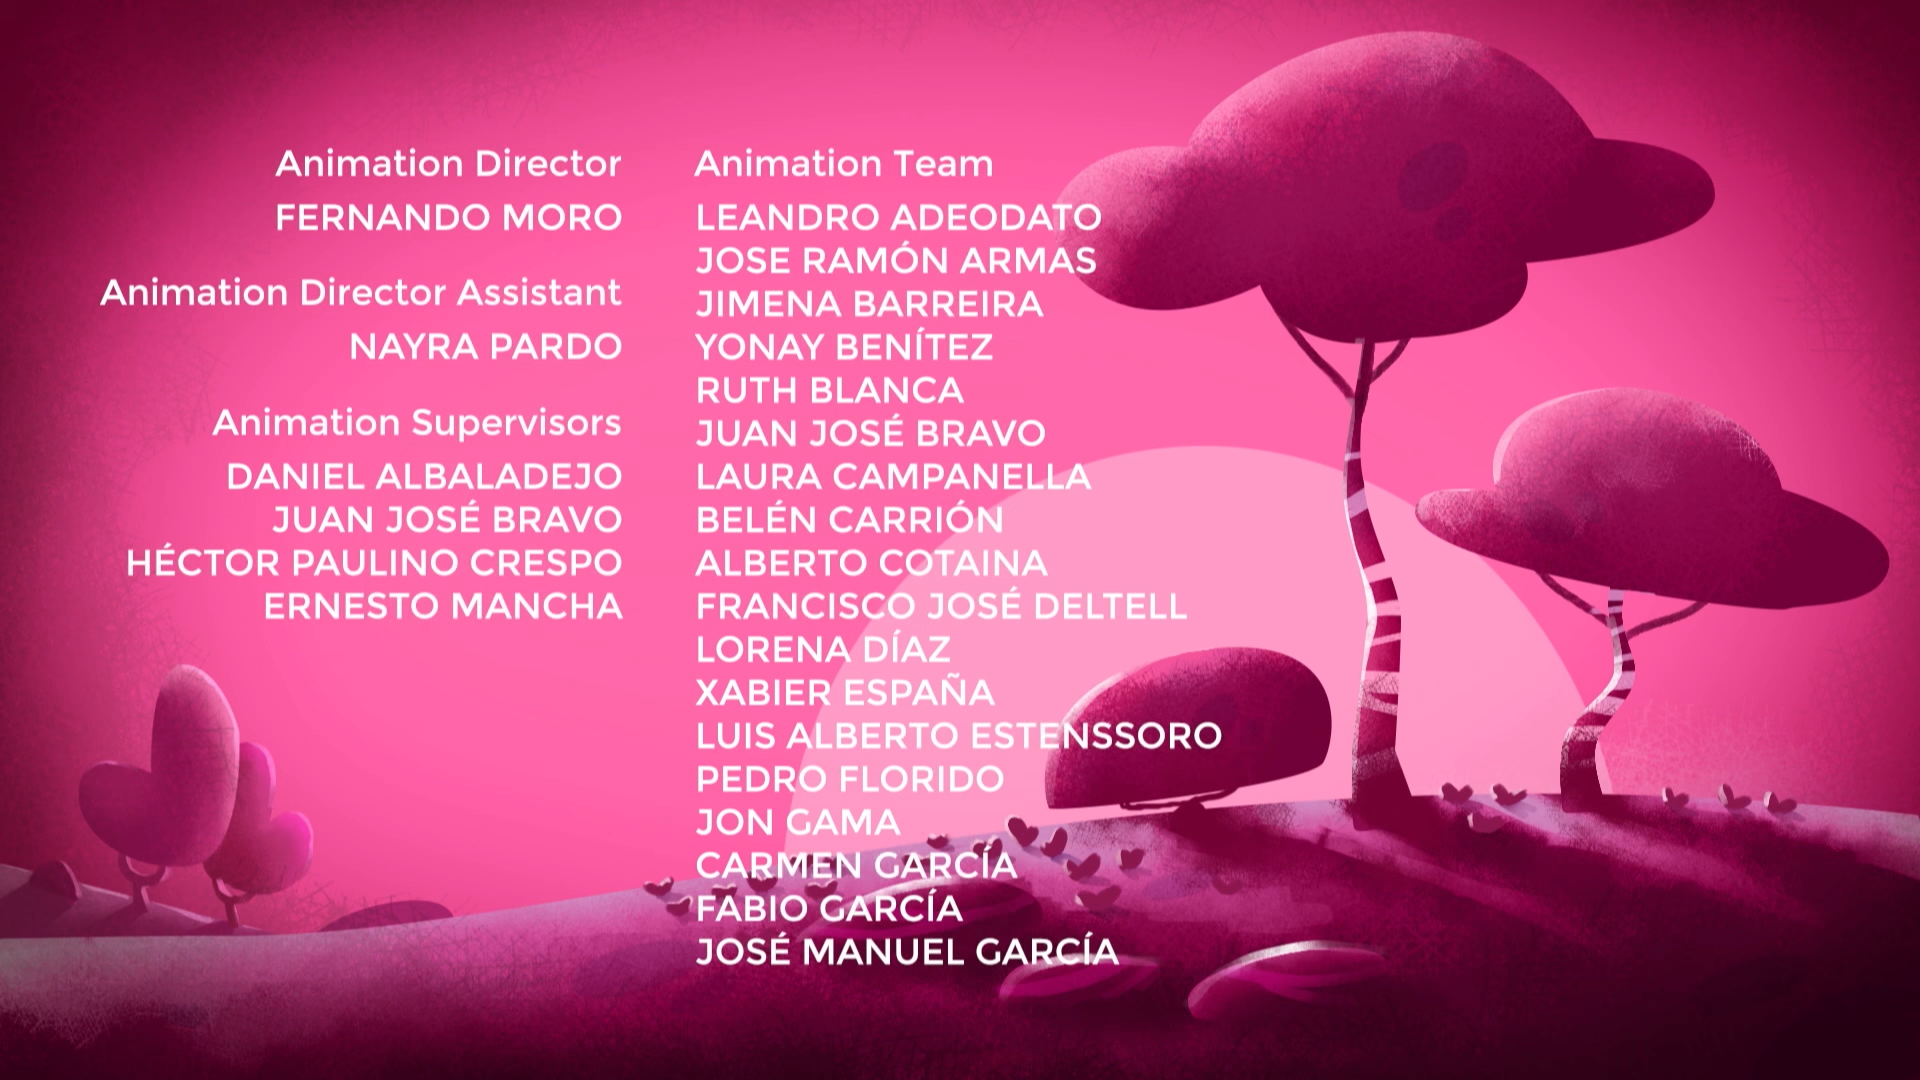 Animation Director
FERNANDO MORO
Animation Director Assistant
NAYRA PARDO
Animation Supervisors
DANIEL ALBALADEJO
JUAN JOSÉ BRAVO
HÉCTOR PAULINO CRESPO
ERNESTO MANCHA
Animation Team
LEANDRO ADEODATO
JOSE RAMÓN ARMAS
JIMENA BARREIRA
YONAY BENÍTEZ
RUTH BLANCA
JUAN JOSÉ BRAVO
LAURA CAMPANELLA
BELÉN CARRIÓN
ALBERTO COTAINA
FRANCISCO JOSÉ DELTELL
LORENA DÍAZ
XABIER ESPAÑA
LUIS ALBERTO ESTENSSORO
PEDRO FLORIDO
JON GAMA
CARMEN GARCÍA
FABIO GARCÍA
JOSÉ MANUEL GARCÍA